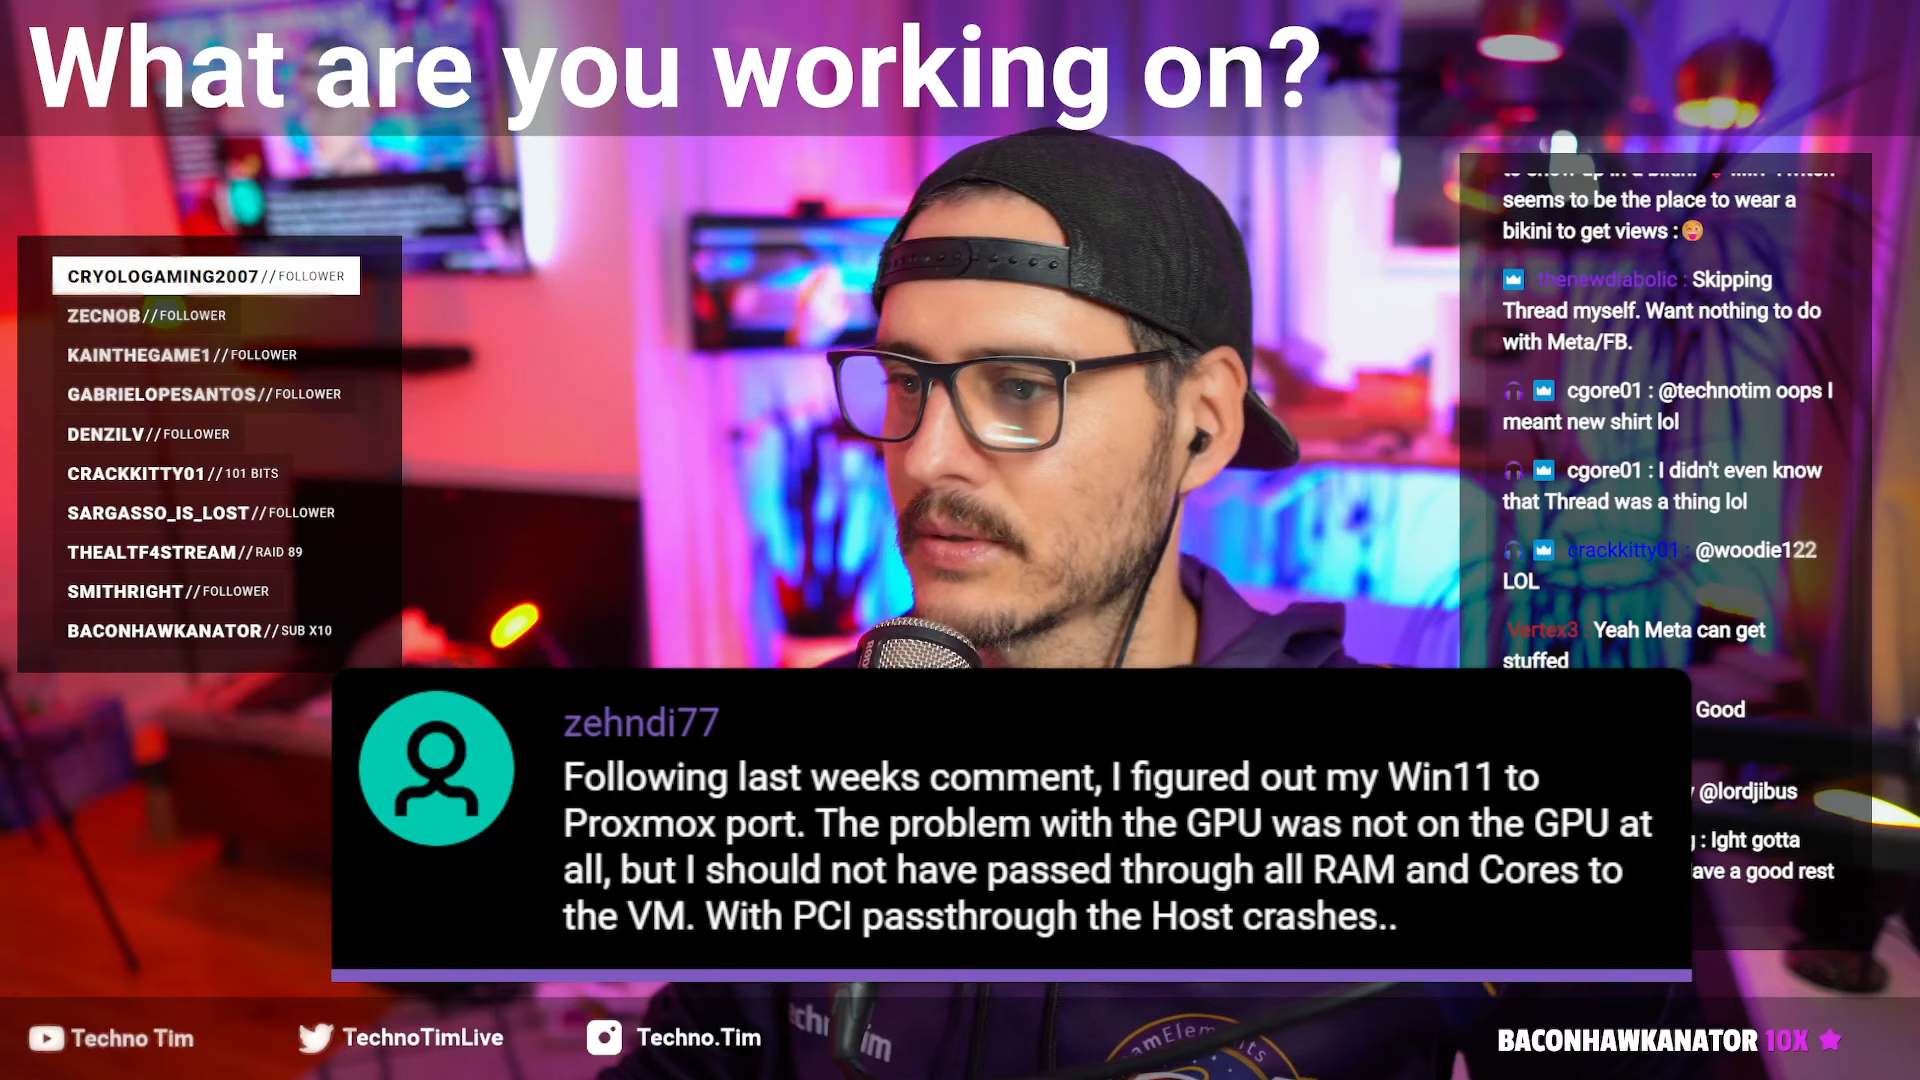 What are you working on?
CRYOLOGAMING2007//FOLLOWER
ZECNOB//FOLLOWER
KAINTHEGAME1//FOLLOWER
GABRIELOPESANTOS//FOLLOWER
DENZILV//FOLLOWER
CRACKKITTY01//101 BITS
SARGASSO_IS_LOST//FOLLOWER
THEALTF4STREAM//RAID 89
SMITHRIGHT//FOLLOWER
BACONHAWKANATOR//SUB X10
seems to be the place to wear a
bikini to get views :
thenewdiabolic : Skipping
Thread myself. Want nothing to do
with Meta/FB.
cgore01 : @technotim oops I
meant new shirt lol
cgore01 : I didn't even know
that Thread was a thing lol
crackkitty01 : @woodie122
LOL
Vertex3 : Yeah Meta can get
stuffed
Good
@lordjibus
: Ight gotta
a good rest
zehndi77
Following last weeks comment, I figured out my Win11 to
Proxmox port. The problem with the GPU was not on the GPU at
all, but I should not have passed through all RAM and Cores to
the VM. With PCI passthrough the Host crashes..
Techno Tim
TechnoTimLive
Techno.Tim
BACONHAWKANATOR 10X